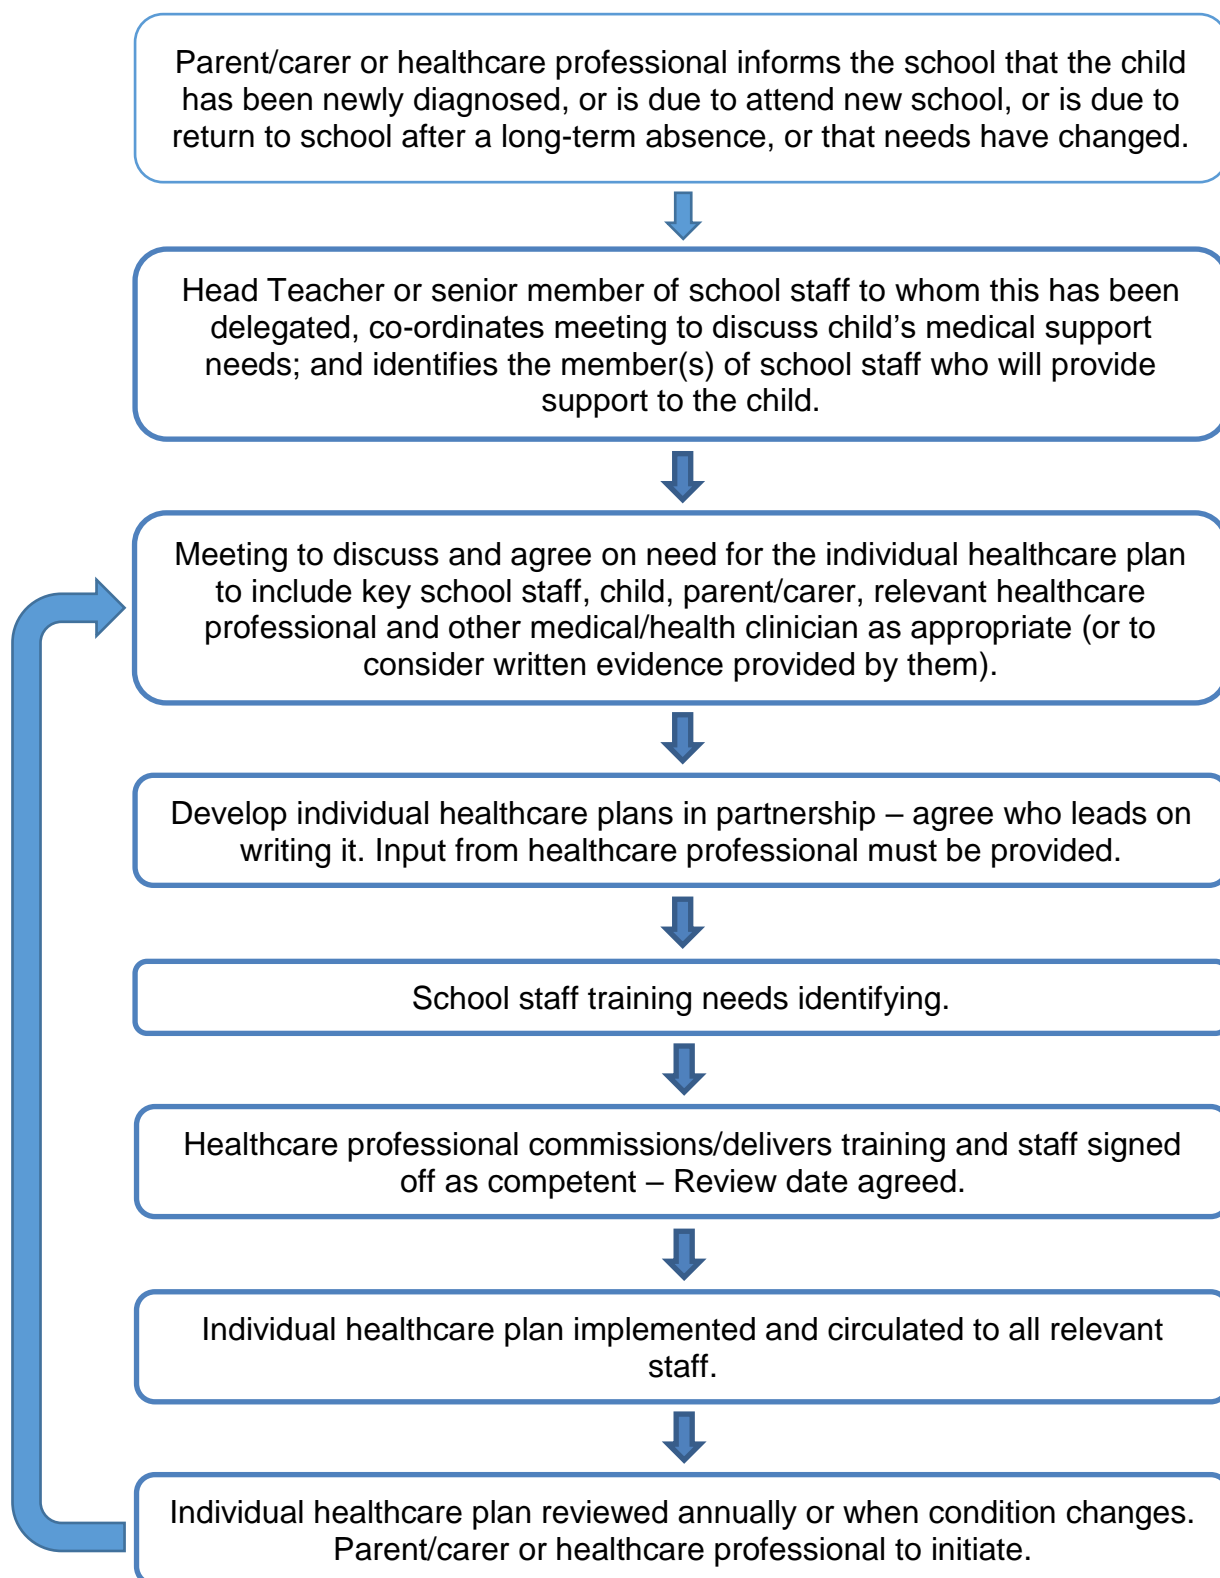 Parent/carer or healthcare professional informs the school that the child
has been newly diagnosed, or is due to attend new school, or is due to
return to school after a long-term absence, or that needs have changed.
Head Teacher or senior member of school staff to whom this has been
delegated, co-ordinates meeting to discuss child's medical support
needs; and identifies the member(s) of school staff who will provide
support to the child.
Meeting to discuss and agree on need for the individual healthcare plan
to include key school staff, child, parent/carer, relevant healthcare
professional and other medical/health clinician as appropriate (or to
consider written evidence provided by them).
Develop individual healthcare plans in partnership – agree who leads on
writing it. Input from healthcare professional must be provided.
School staff training needs identifying.
Healthcare professional commissions/delivers training and staff signed
off as competent – Review date agreed.
Individual healthcare plan implemented and circulated to all relevant
staff.
Individual healthcare plan reviewed annually or when condition changes.
Parent/carer or healthcare professional to initiate.